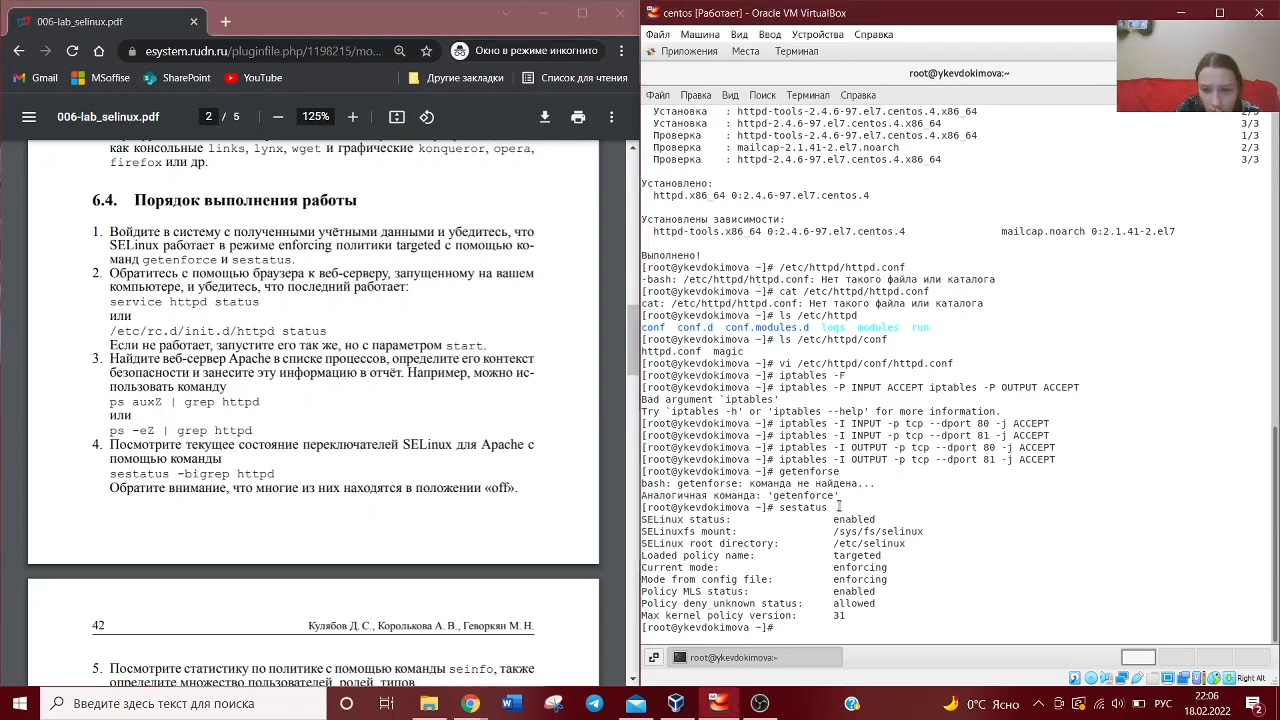 006-lab_selinux.pdf
esystem.rudn.ru/pluginfile.php/1198215/mo...
Окно в режиме инкогнито
Gmail
MSoffise
SharePoint
YouTube
Другие закладки
Список для чтения
006-lab_selinux.pdf
2 / 5
125%
как консольные links, lynx, wget и графические konqueror, opera,
firefox или др.
6.4. Порядок выполнения работы
1. Войдите в систему с полученными учётными данными и убедитесь, что
SELinux работает в режиме enforcing политики targeted с помощью ко-
манд getenforce и sestatus.
2. Обратитесь с помощью браузера к веб-серверу, запущенному на вашем
компьютере, и убедитесь, что последний работает:
service httpd status
или
/etc/rc.d/init.d/httpd status
Если не работает, запустите его так же, но с параметром start.
3. Найдите веб-сервер Apache в списке процессов, определите его контекст
безопасности и занесите эту информацию в отчёт. Например, можно ис-
пользовать команду
ps auxZ | grep httpd
или
ps -eZ | grep httpd
4. Посмотрите текущее состояние переключателей SELinux для Apache с
помощью команды
sestatus -bigrep httpd
Обратите внимание, что многие из них находятся в положении «off».
42
Кулябов Д. С., Королькова А. В., Геворкян М. Н.
5. Посмотрите статистику по политике с помощью команды seinfo, также
определите множество пользователей, ролей, типов.
centos [Работает] - Oracle VM VirtualBox
Файл Машина Вид Ввод Устройства Справка
Приложения Места Терминал
root@ykevdokimova:~
Файл Правка Вид Поиск Терминал Справка
Установка : httpd-tools-2.4.6-97.el7.centos.4.x86_64 2/3
Установка : httpd-2.4.6-97.el7.centos.4.x86_64 3/3
Проверка : httpd-tools-2.4.6-97.el7.centos.4.x86_64 1/3
Проверка : mailcap-2.1.41-2.el7.noarch 2/3
Проверка : httpd-2.4.6-97.el7.centos.4.x86_64 3/3
Установлено:
httpd.x86_64 0:2.4.6-97.el7.centos.4
Установлены зависимости:
httpd-tools.x86_64 0:2.4.6-97.el7.centos.4 mailcap.noarch 0:2.1.41-2.el7
Выполнено!
[root@ykevdokimova ~]# /etc/httpd/httpd.conf
-bash: /etc/httpd/httpd.conf: Нет такого файла или каталога
[root@ykevdokimova ~]# cat /etc/httpd/httpd.conf
cat: /etc/httpd/httpd.conf: Нет такого файла или каталога
[root@ykevdokimova ~]# ls /etc/httpd
conf conf.d conf.modules.d logs modules run
[root@ykevdokimova ~]# ls /etc/httpd/conf
httpd.conf magic
[root@ykevdokimova ~]# vi /etc/httpd/conf/httpd.conf
[root@ykevdokimova ~]# iptables -F
[root@ykevdokimova ~]# iptables -P INPUT ACCEPT iptables -P OUTPUT ACCEPT
Bad argument `iptables'
Try `iptables -h' or 'iptables --help' for more information.
[root@ykevdokimova ~]# iptables -I INPUT -p tcp --dport 80 -j ACCEPT
[root@ykevdokimova ~]# iptables -I INPUT -p tcp --dport 81 -j ACCEPT
[root@ykevdokimova ~]# iptables -I OUTPUT -p tcp --dport 80 -j ACCEPT
[root@ykevdokimova ~]# iptables -I OUTPUT -p tcp --dport 81 -j ACCEPT
[root@ykevdokimova ~]# getenforse
bash: getenforse: команда не найдена...
Аналогичная команда: 'getenforce'
[root@ykevdokimova ~]# sestatus
SELinux status: enabled
SELinuxfs mount: /sys/fs/selinux
SELinux root directory: /etc/selinux
Loaded policy name: targeted
Current mode: enforcing
Mode from config file: enforcing
Policy MLS status: enabled
Policy deny_unknown status: allowed
Max kernel policy version: 31
[root@ykevdokimova ~]#
root@ykevdokimova:~
Right Alt
Введите здесь текст для поиска
0°C Ясно
РУС
22:06
18.02.2022
2